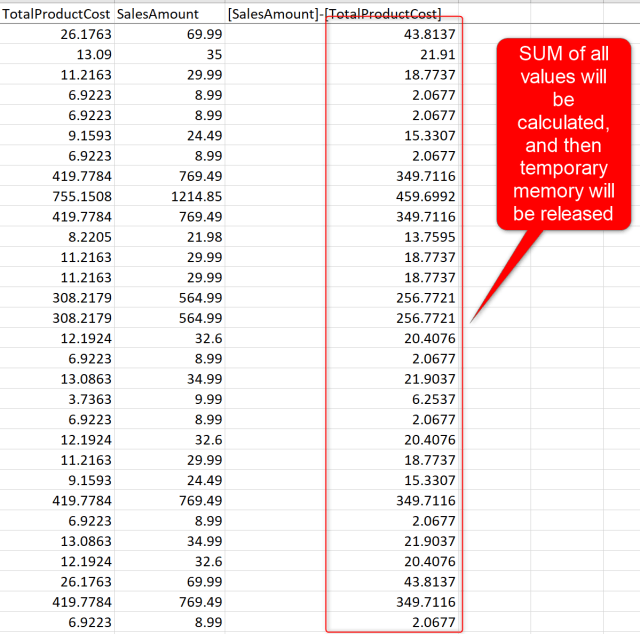 TotalProductCost SalesAmount [SalesAmount]-[TotalProductCost]
26.1763 69.99 43.8137
13.09 35 21.91
11.2163 29.99 18.7737
6.9223 8.99 2.0677
6.9223 8.99 2.0677
9.1593 24.49 15.3307
6.9223 8.99 2.0677
419.7784 769.49 349.7116
755.1508 1214.85 459.6992
419.7784 769.49 349.7116
8.2205 21.98 13.7595
11.2163 29.99 18.7737
11.2163 29.99 18.7737
308.2179 564.99 256.7721
308.2179 564.99 256.7721
12.1924 32.6 20.4076
6.9223 8.99 2.0677
13.0863 34.99 21.9037
3.7363 9.99 6.2537
6.9223 8.99 2.0677
12.1924 32.6 20.4076
11.2163 29.99 18.7737
9.1593 24.49 15.3307
419.7784 769.49 349.7116
6.9223 8.99 2.0677
13.0863 34.99 21.9037
12.1924 32.6 20.4076
26.1763 69.99 43.8137
419.7784 769.49 349.7116
6.9223 8.99 2.0677
SUM of all
values will
be
calculated,
and then
temporary
memory will
be released